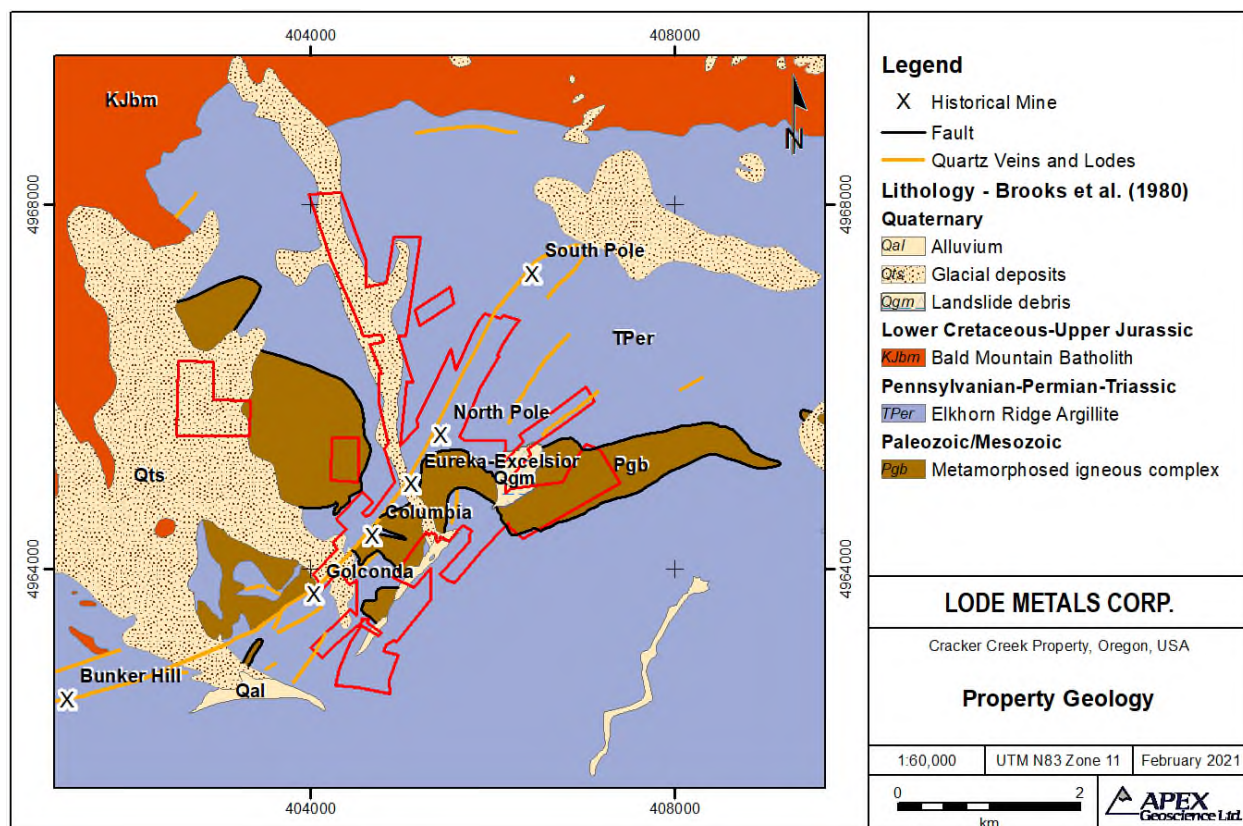 404000
408000
KJbm
N
4968000
4968000
South Pole
TPer
North Pole
Eureka-Excelsior
Qgm
Pgb
Qts
Columbia
4964000
4964000
Golconda
Bunker Hill
Qal
X
X
X
X
X
X
404000
408000
Legend
X Historical Mine
Fault
Quartz Veins and Lodes
Lithology - Brooks et al. (1980)
Quaternary
Qal Alluvium
Qts Glacial deposits
Qgm Landslide debris
Lower Cretaceous-Upper Jurassic
KJbm Bald Mountain Batholith
Pennsylvanian-Permian-Triassic
TPer Elkhorn Ridge Argillite
Paleozoic/Mesozoic
Pgb Metamorphosed igneous complex
LODE METALS CORP.
Cracker Creek Property, Oregon, USA
Property Geology
1:60,000 UTM N83 Zone 11 February 2021
0 2
km
APEX
Geoscience Ltd.